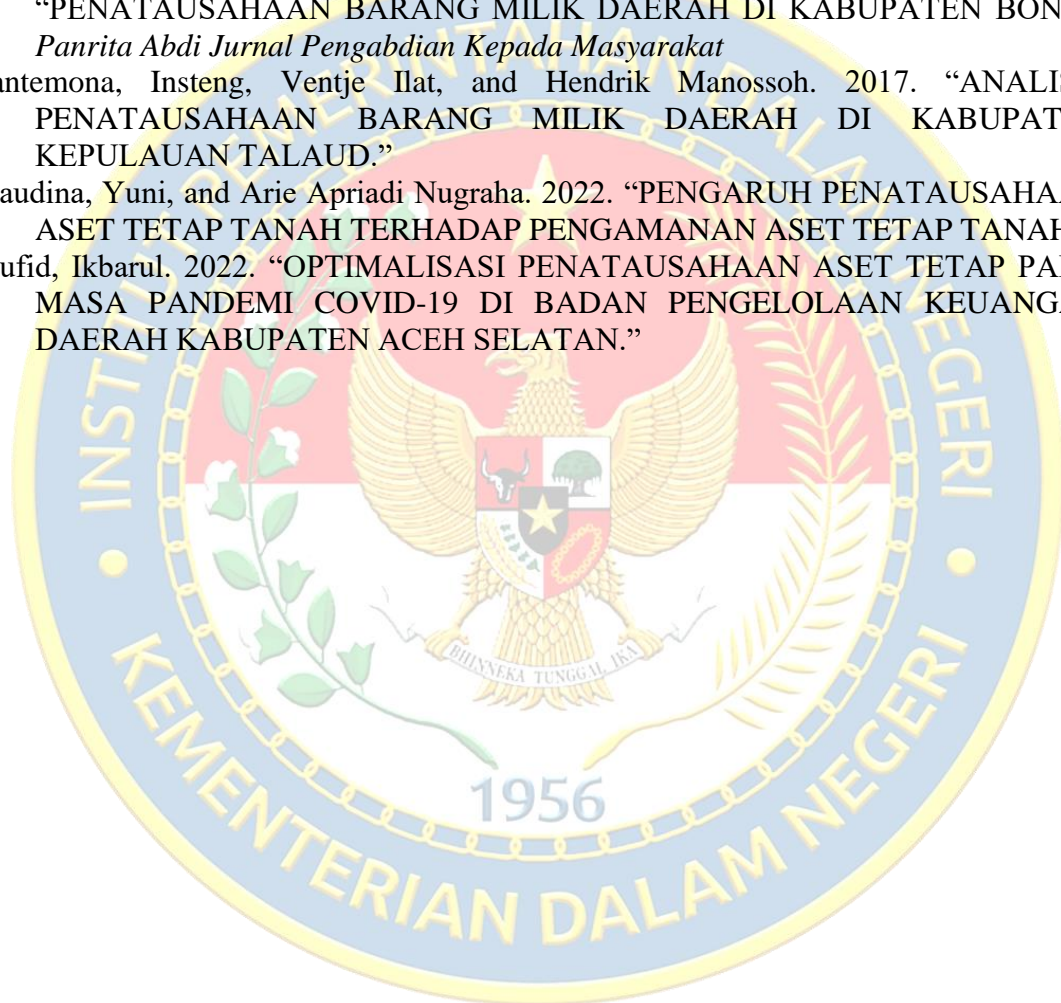 “PENATAUSAHAAN BARANG MILIK DAERAH DI KABUPATEN BON
Panrita Abdi Jurnal Pengabdian Kepada Masyarakat
antemona, Insteng, Ventje Ilat, and Hendrik Manossoh. 2017. “ANALIS
PENATAUSAHAAN BARANG MILIK DAERAH DI KABUPAT
KEPULAUAN TALAUD.”
audina, Yuni, and Arie Apriadi Nugraha. 2022. “PENGARUH PENATAUSAHA
ASET TETAP TANAH TERHADAP PENGAMANAN ASET TETAP TANAH
ufid, Ikbarul. 2022. “OPTIMALISASI PENATAUSAHAAN ASET TETAP PA
MASA PANDEMI COVID-19 DI BADAN PENGELOLAAN KEUANGA
DAERAH KABUPATEN ACEH SELATAN.”
INSTITUT PEMERINTAHAN DALAM NEGERI
BHINNEKA TUNGGAL IKA
1956
KEMENTERIAN DALAM NEGERI